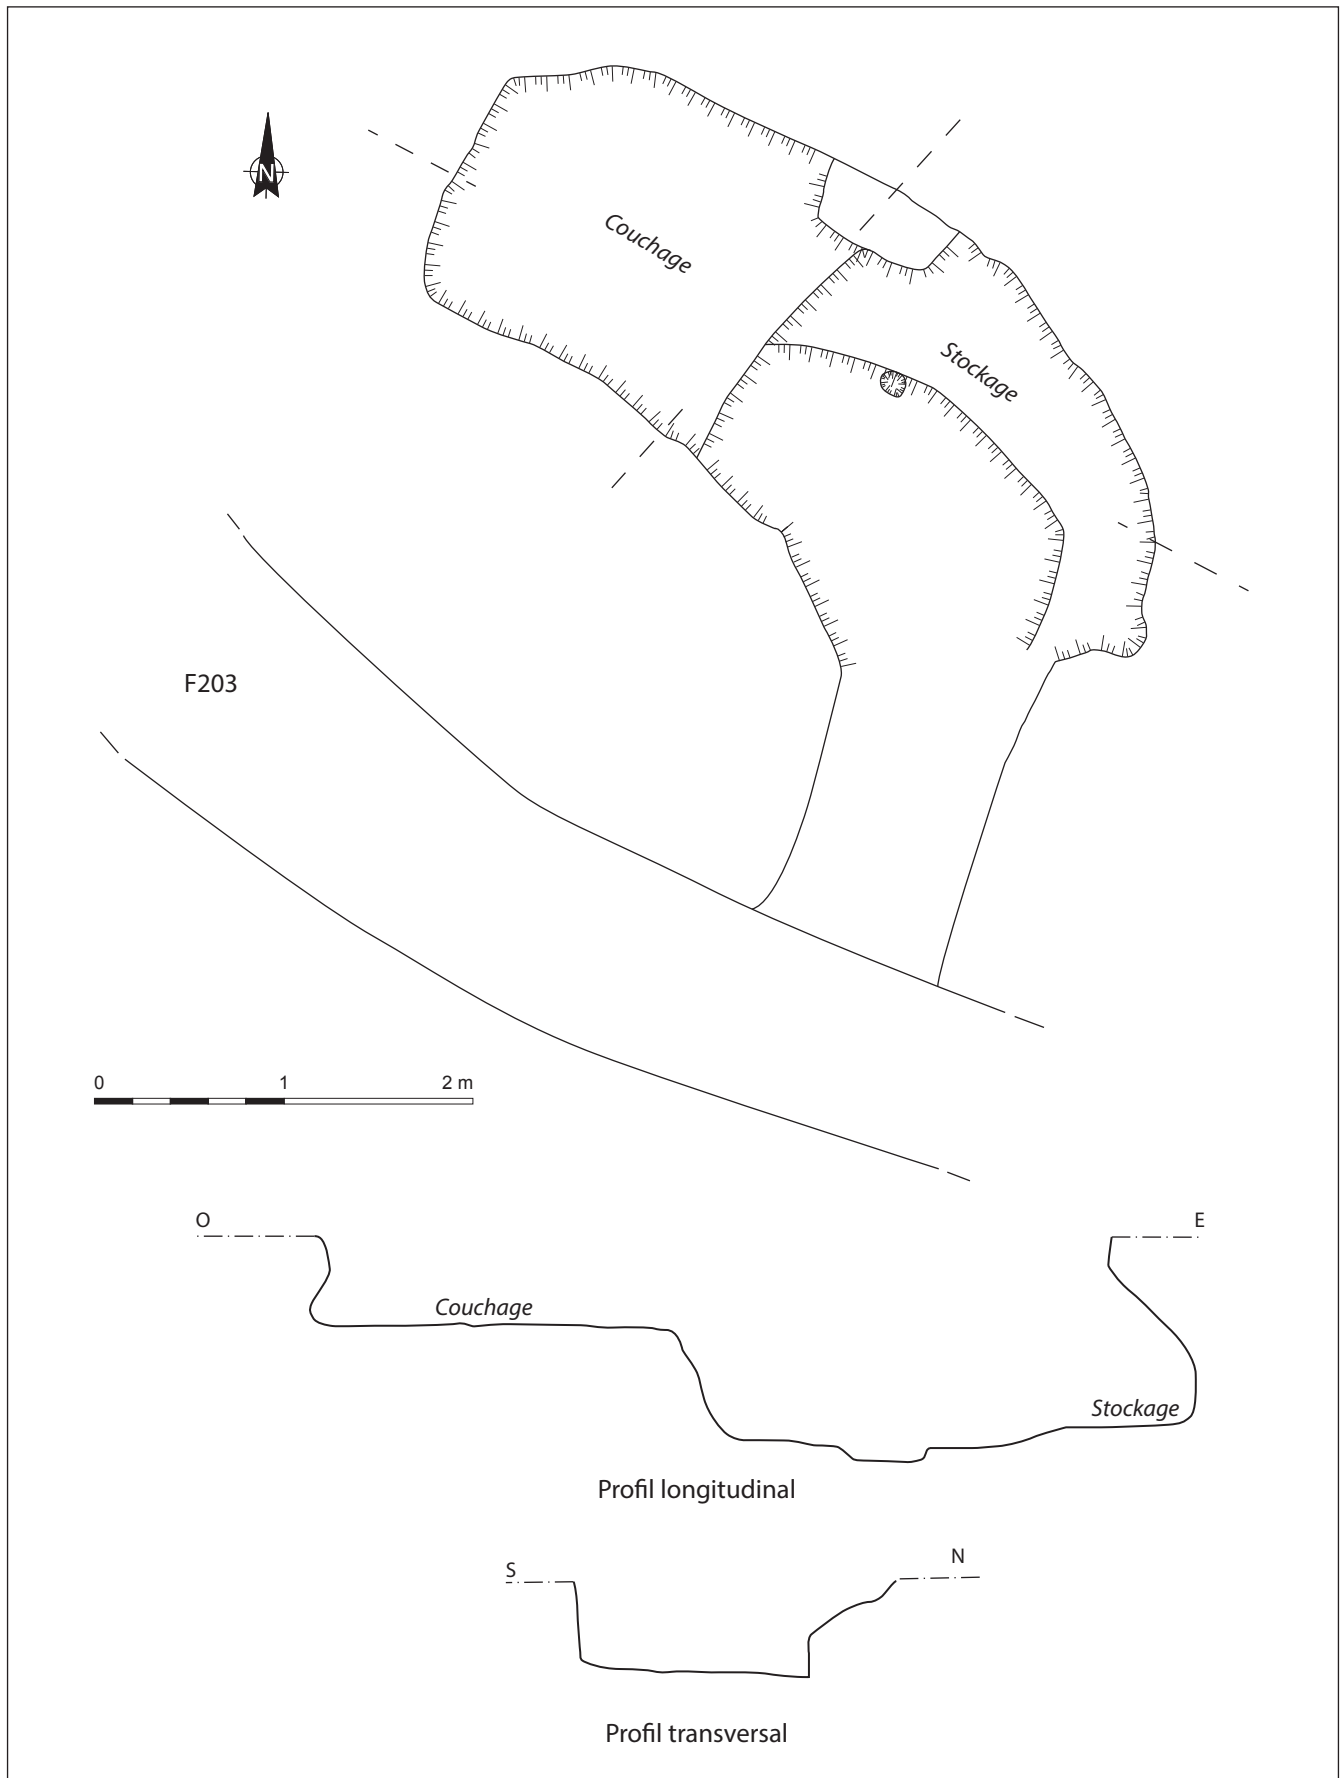 N
Couchage
Stockage
F203
0 1 2 m
O E
Couchage
Stockage
Profil longitudinal
S N
Profil transversal